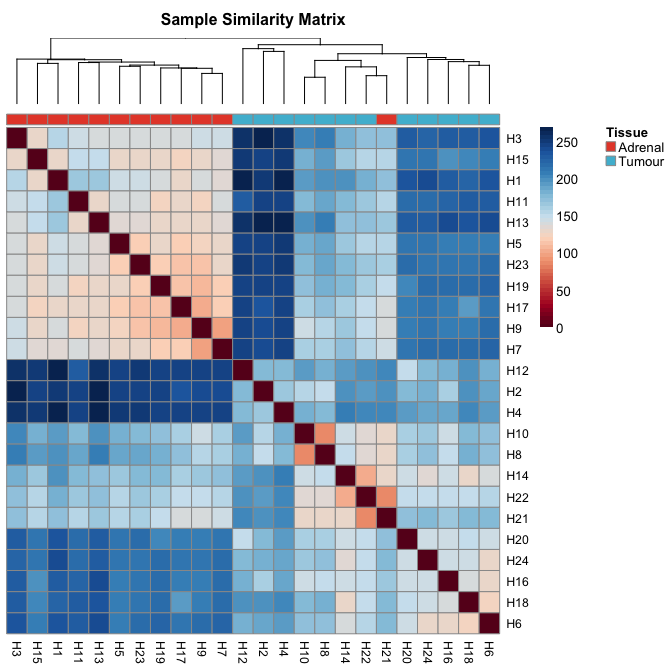 Sample Similarity Matrix
Tissue
Adrenal
Tumour
250
200
150
100
50
0
H3
H15
H1
H11
H13
H5
H23
H19
H17
H9
H7
H12
H2
H4
H10
H8
H14
H22
H21
H20
H24
H16
H18
H6
H3 H15 H1 H11 H13 H5 H23 H19 H17 H9 H7 H12 H2 H4 H10 H8 H14 H22 H21 H20 H24 H16 H18 H6